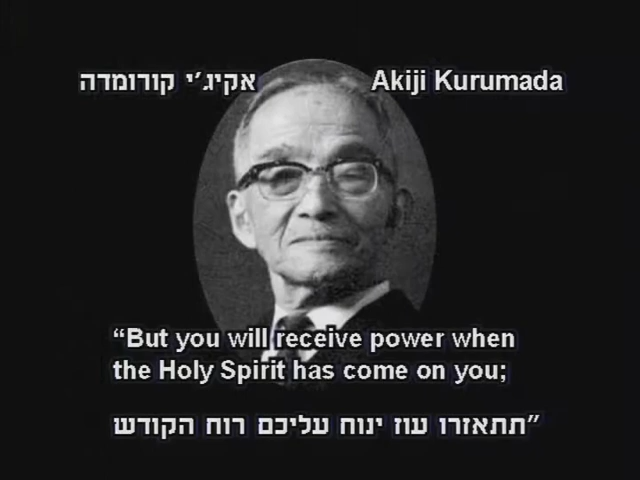 אקיג׳י קורומדה
Akiji Kurumada
“But you will receive power when
the Holy Spirit has come on you;
תתאזרו עוז ינוח עליכם רוח הקודש”